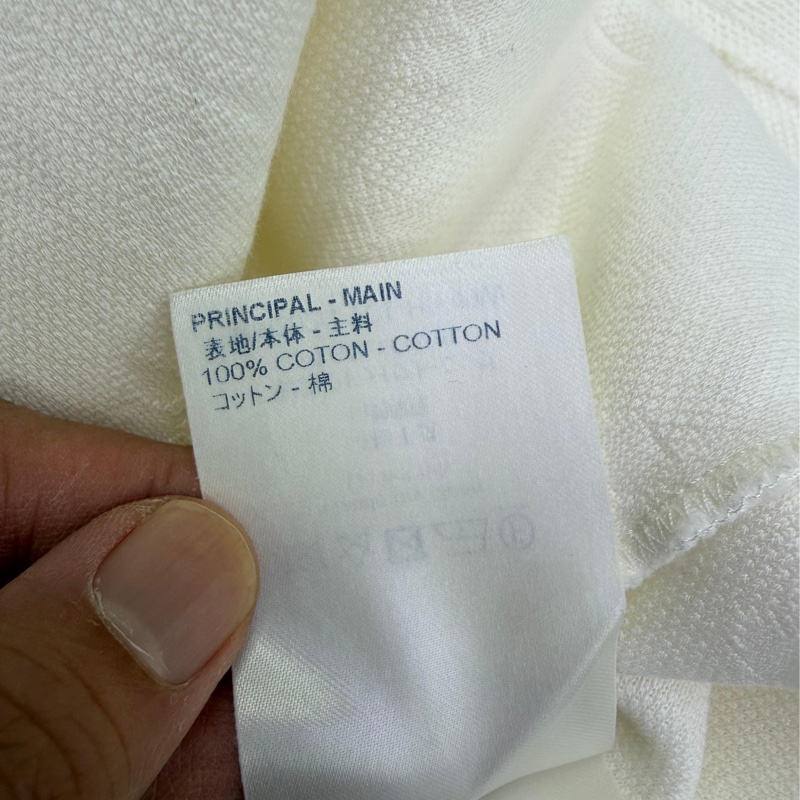 PRINCIPAL - MAIN
表地/本体 - 主料
100% COTON - COTTON
コットン - 棉